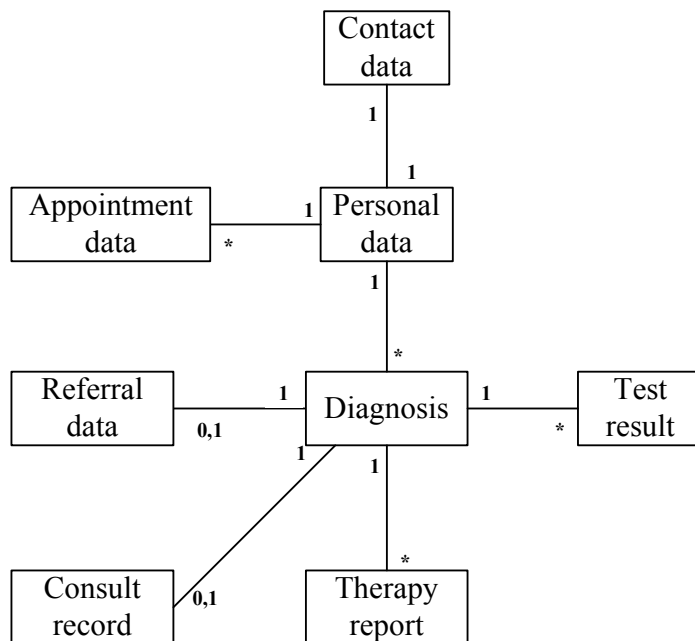 Contact
data
1
1
Appointment
data
1
*
Personal
data
1
*
Referral
data
1
0,1
Diagnosis
1
*
Test
result
1
1
*
0,1
Consult
record
Therapy
report